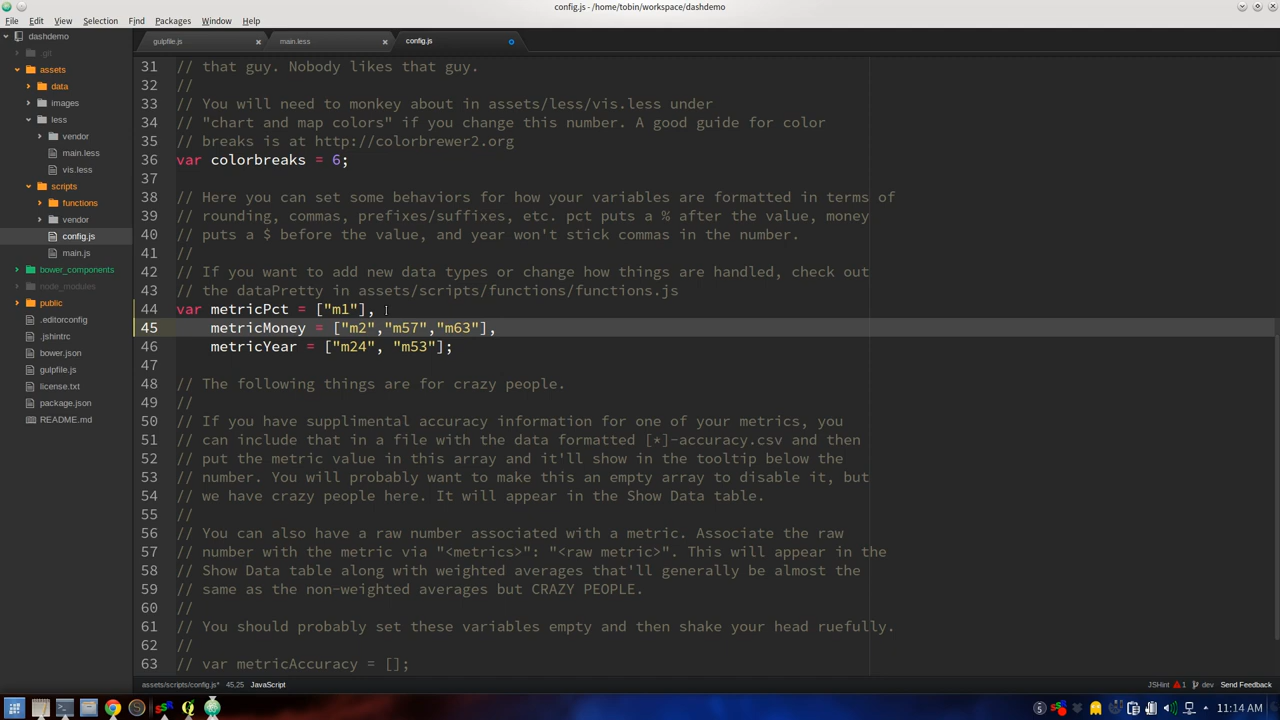 config.js - /home/tobin/workspace/dashdemo
File Edit View Selection Find Packages Window Help
dashdemo
.git
assets
data
images
less
vendor
main.less
vis.less
scripts
functions
vendor
config.js
main.js
bower_components
node_modules
public
.editorconfig
.jshintrc
bower.json
gulpfile.js
license.txt
package.json
README.md
gulpfile.js main.less config.js
31 // that guy. Nobody likes that guy.
32 //
33 // You will need to monkey about in assets/less/vis.less under
34 // "chart and map colors" if you change this number. A good guide for color
35 // breaks is at http://colorbrewer2.org
36 var colorbreaks = 6;
37
38 // Here you can set some behaviors for how your variables are formatted in terms of
39 // rounding, commas, prefixes/suffixes, etc. pct puts a % after the value, money
40 // puts a $ before the value, and year won't stick commas in the number.
41 //
42 // If you want to add new data types or change how things are handled, check out
43 // the dataPretty in assets/scripts/functions/functions.js
44 var metricPct = ["m1"],
45 metricMoney = ["m2","m57","m63"],
46 metricYear = ["m24", "m53"];
47
48 // The following things are for crazy people.
49 //
50 // If you have supplimental accuracy information for one of your metrics, you
51 // can include that in a file with the data formatted [*]-accuracy.csv and then
52 // put the metric value in this array and it'll show in the tooltip below the
53 // number. You will probably want to make this an empty array to disable it, but
54 // we have crazy people here. It will appear in the Show Data table.
55 //
56 // You can also have a raw number associated with a metric. Associate the raw
57 // number with the metric via "<metrics>": "<raw metric>". This will appear in the
58 // Show Data table along with weighted averages that'll generally be almost the
59 // same as the non-weighted averages but CRAZY PEOPLE.
60 //
61 // You should probably set these variables empty and then shake your head ruefully.
62 //
63 // var metricAccuracy = [];
assets/scripts/config.js* 45,25 JavaScript
JSHint 1 dev Send Feedback
11:14 AM